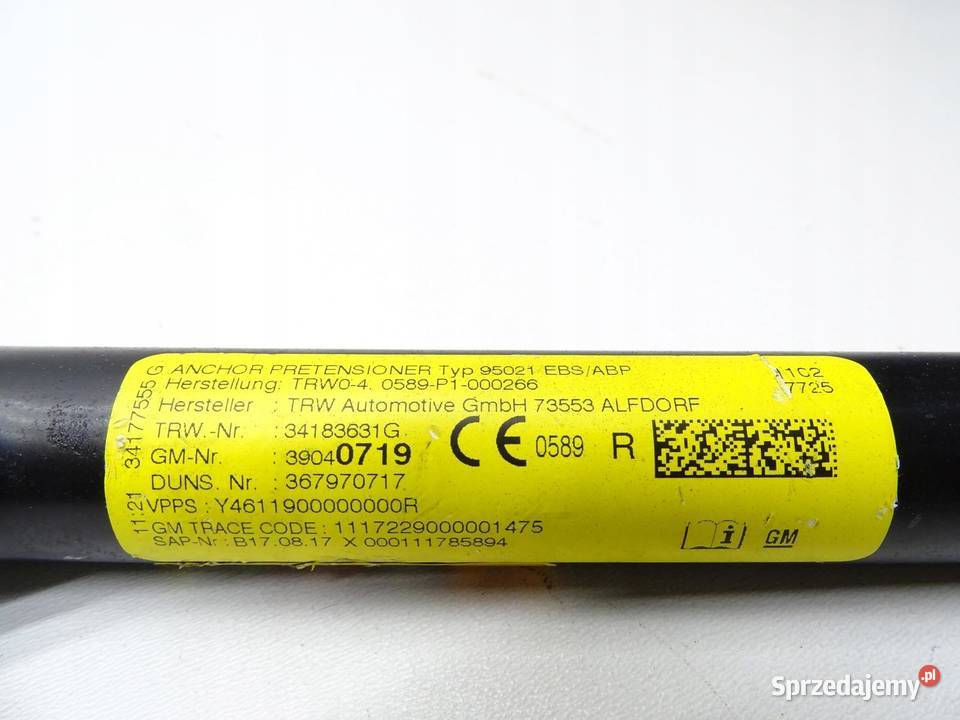 ANCHOR PRETENSIONER Typ 95021 EBS/ABP
Herstellung: TRW0-4. 0589-P1-000266
Hersteller : TRW Automotive GmbH 73553 ALFDORF
TRW.-Nr. : 34183631G
GM-Nr. : 39040719
DUNS. Nr. : 367970717
VPPS : Y4611900000000R
GM TRACE CODE : 1117229000001475
SAP-Nr : B17.08.17 X 000111785894
11:21 34177555 G
CE 0589 R
7725
i GM
Sprzedajemy.pl